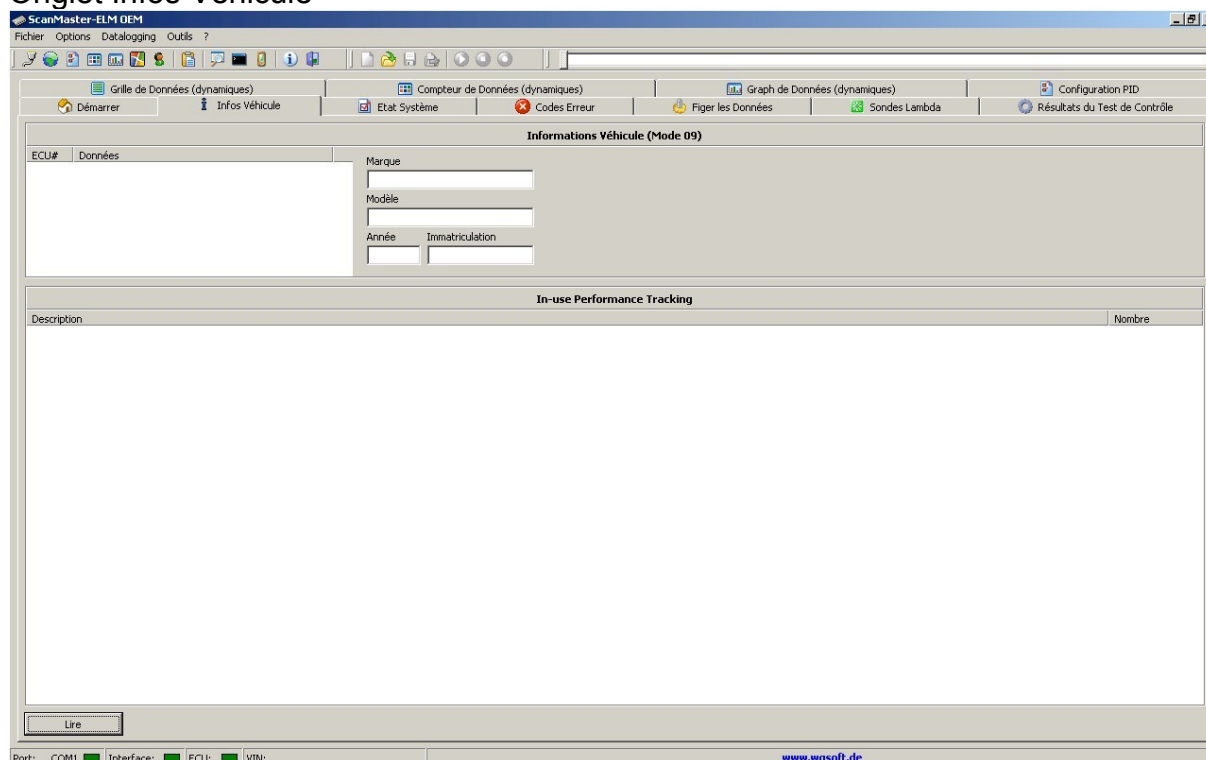 Onglet Infos Véhicule
ScanMaster-ELM OEM
Fichier Options Datalogging Outils ?
Grille de Données (dynamiques) Compteur de Données (dynamiques) Graph de Données (dynamiques) Configuration PID
Démarrer Infos Véhicule Etat Système Codes Erreur Figer les Données Sondes Lambda Résultats du Test de Contrôle
Informations Véhicule (Mode 09)
ECU# Données
Marque
Modèle
Année Immatriculation
In-use Performance Tracking
Description Nombre
Lire
Port: COM1 Interface: ECU: VIN: www.wgsoft.de